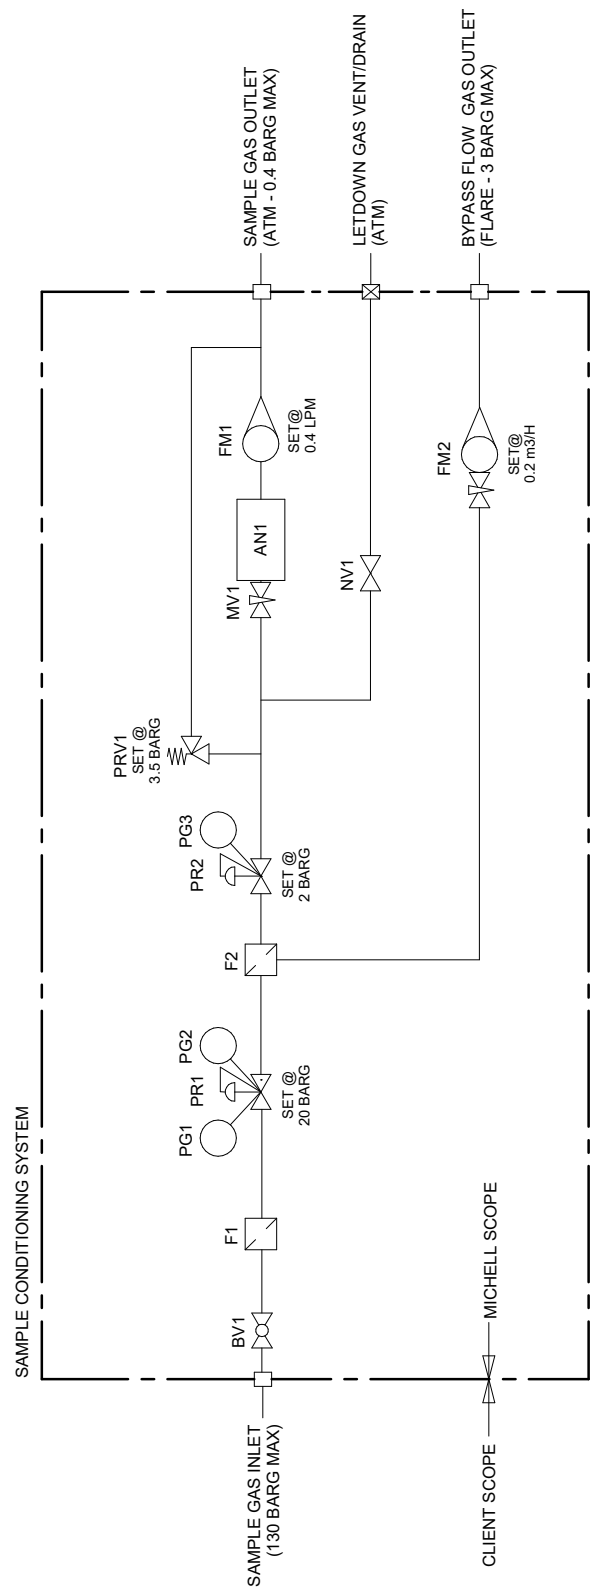 SAMPLE CONDITIONING SYSTEM
SAMPLE GAS INLET
(130 BARG MAX)
BV1
F1
PG1
PR1
PG2
SET @
20 BARG
F2
PR2
PG3
SET @
2 BARG
PRV1
SET @
3.5 BARG
MV1
AN1
FM1
SET@
0.4 LPM
NV1
FM2
SET@
0.2 m3/H
SAMPLE GAS OUTLET
(ATM - 0.4 BARG MAX)
LETDOWN GAS VENT/DRAIN
(ATM)
BYPASS FLOW GAS OUTLET
(FLARE - 3 BARG MAX)
CLIENT SCOPE
MICHELL SCOPE